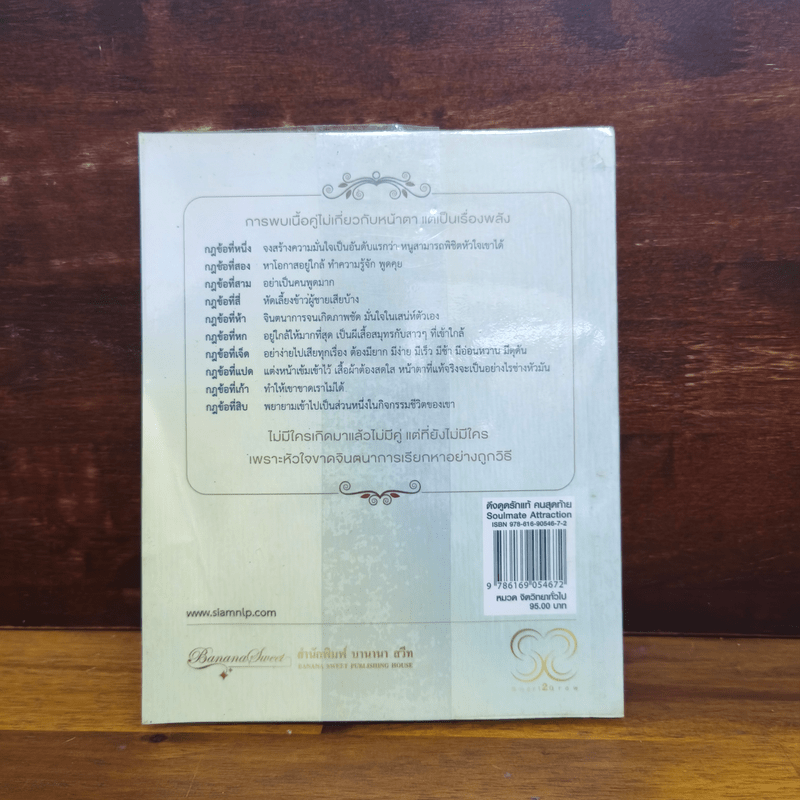 การพบเนื้อคู่ไม่เกี่ยวกับหน้าตา แต่เป็นเรื่องพลัง
กฎข้อที่หนึ่ง จงสร้างความมั่นใจเป็นอันดับแรกว่า หนูสามารถพิชิตหัวใจเขาได้
กฎข้อที่สอง หาโอกาสอยู่ใกล้ ทำความรู้จัก พูดคุย
กฎข้อที่สาม อย่าเป็นคนพูดมาก
กฎข้อที่สี่ หัดเลี้ยงข้าวผู้ชายเสียบ้าง
กฎข้อที่ห้า จินตนาการจนเกิดภาพชัด มั่นใจในเสน่ห์ตัวเอง
กฎข้อที่หก อยู่ใกล้ให้มากที่สุด เป็นผีเสื้อสมุทรกับสาวๆ ที่เข้าใกล้
กฎข้อที่เจ็ด อย่าง่ายไปเสียทุกเรื่อง ต้องมียาก มีง่าย มีเร็ว มีช้า มีอ่อนหวาน มีดุดัน
กฎข้อที่แปด แต่งหน้าเข้มเข้าไว้ เสื้อผ้าต้องสดใส หน้าตาที่แท้จริงจะเป็นอย่างไรช่างหัวมัน
กฎข้อที่เก้า ทำให้เขาขาดเราไม่ได้
กฎข้อที่สิบ พยายามเข้าไปเป็นส่วนหนึ่งในกิจกรรมชีวิตของเขา
ไม่มีใครเกิดมาแล้วไม่มีคู่ แต่ที่ยังไม่มีใคร
เพราะหัวใจขาดจินตนาการเรียกหาอย่างถูกวิธี
ดึงดูดรักแท้ คนสุดท้าย
Soulmate Attraction
ISBN 978-616-90546-7-2
9 786169 054672
หมวด จิตวิทยาทั่วไป
95.00 บาท
www.siamnlp.com
Banana Sweet สำนักพิมพ์ บานานา สวีท
BANANA SWEET PUBLISHING HOUSE